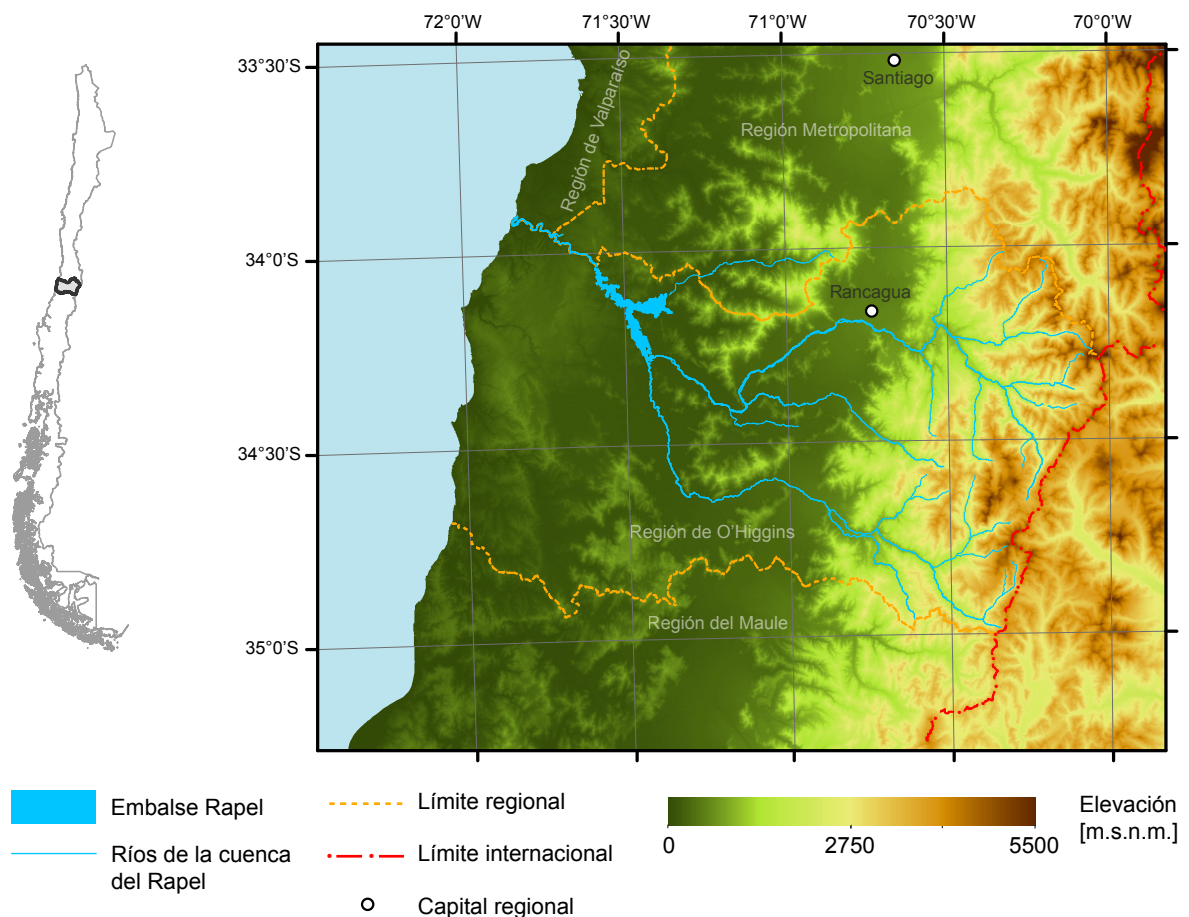 72°0'W
71°30'W
71°0'W
70°30'W
70°0'W
33°30'S
34°0'S
34°30'S
35°0'S
Región de Valparaíso
Santiago
Región Metropolitana
Rancagua
Región de O'Higgins
Región del Maule
Embalse Rapel
Ríos de la cuenca
del Rapel
Límite regional
Límite internacional
Capital regional
0
2750
5500
Elevación
[m.s.n.m.]